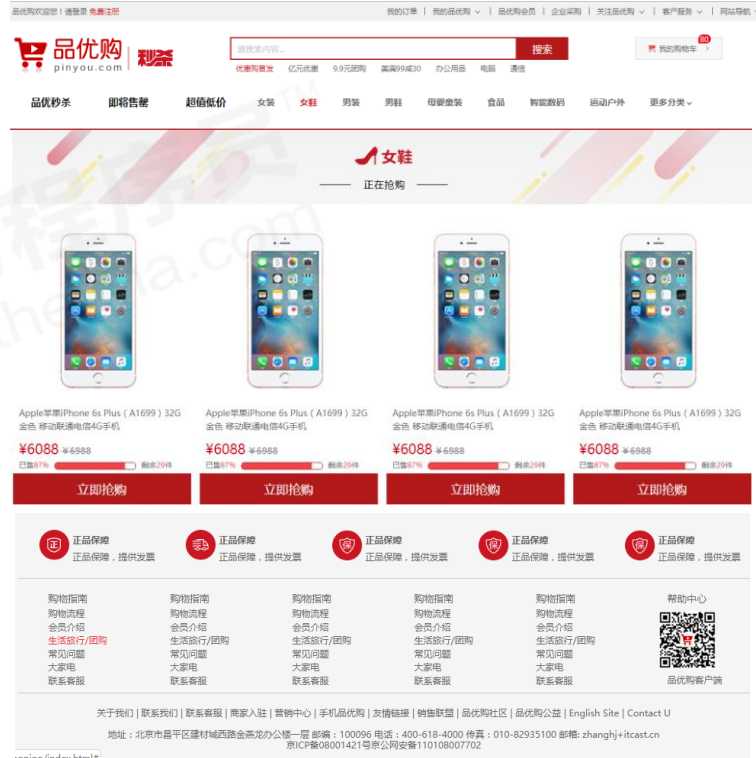 品优购欢迎您！请登录 免费注册 我的订单 | 我的品优购 | 品优购会员 | 企业采购 | 关注品优购 | 客户服务 | 网站导航
品优购 秒杀
pinyou.com
请搜索内容... 搜索
我的购物车 80
优惠购首发 亿元优惠 9.9元团购 美满99减30 办公用品 电脑 通信
品优秒杀 即将售罄 超值低价 女装 女鞋 男装 男鞋 母婴童装 食品 智能数码 运动户外 更多分类
女鞋
正在抢购
程序员 TM
thema.com
Apple苹果iPhone 6s Plus（A1699）32G Apple苹果iPhone 6s Plus（A1699）32G Apple苹果iPhone 6s Plus（A1699）32G Apple苹果iPhone 6s Plus（A1699）32G
金色 移动联通电信4G手机 金色 移动联通电信4G手机 金色 移动联通电信4G手机 金色 移动联通电信4G手机
¥6088 ¥6988 ¥6088 ¥6988 ¥6088 ¥6988 ¥6088 ¥6988
已售87% 剩余29件 已售87% 剩余29件 已售87% 剩余29件 已售87% 剩余29件
立即抢购 立即抢购 立即抢购 立即抢购
正品保障 正品保障 正品保障 正品保障 正品保障
正 保 保 保
正品保障，提供发票 正品保障，提供发票 正品保障，提供发票 正品保障，提供发票 正品保障，提供发票
购物指南 购物指南 购物指南 购物指南 购物指南 帮助中心
购物流程 购物流程 购物流程 购物流程 购物流程
会员介绍 会员介绍 会员介绍 会员介绍 会员介绍
生活旅行/团购 生活旅行/团购 生活旅行/团购 生活旅行/团购 生活旅行/团购
常见问题 常见问题 常见问题 常见问题 常见问题
大家电 大家电 大家电 大家电 大家电
联系客服 联系客服 联系客服 联系客服 联系客服 品优购客户端
关于我们 | 联系我们 | 联系客服 | 商家入驻 | 营销中心 | 手机品优购 | 友情链接 | 销售联盟 | 品优购社区 | 品优购公益 | English Site | Contact U
地址：北京市昌平区建材城西路金燕龙办公楼一层 邮编：100096 电话：400-618-4000 传真：010-82935100 邮箱: zhanghj+itcast.cn
京ICP备08001421号京公网安备110108007702